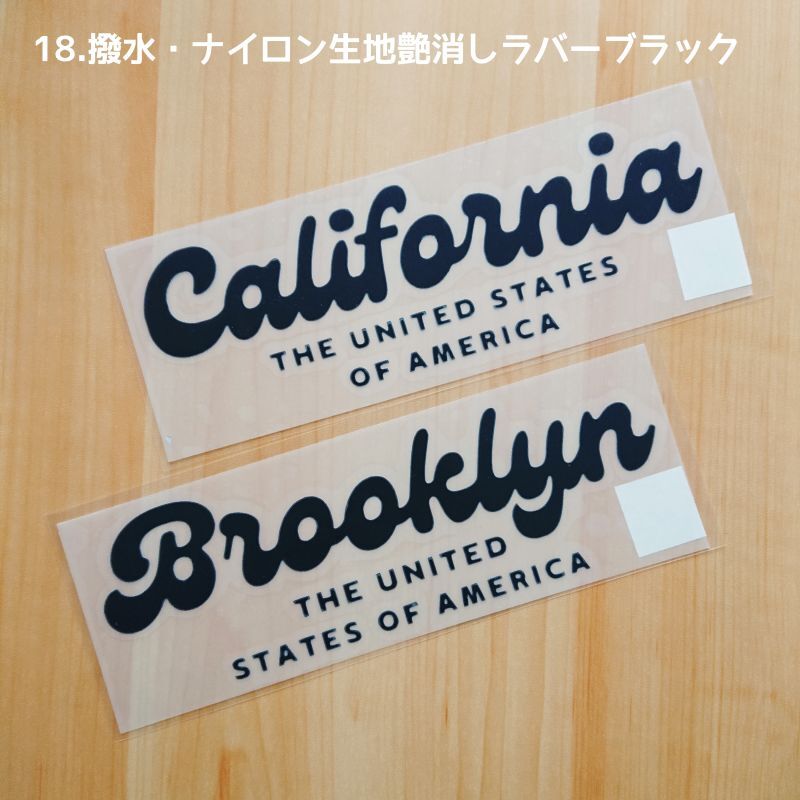 18.撥水・ナイロン生地艶消しラバーブラック
California
THE UNITED STATES
OF AMERICA
Brooklyn
THE UNITED
STATES OF AMERICA